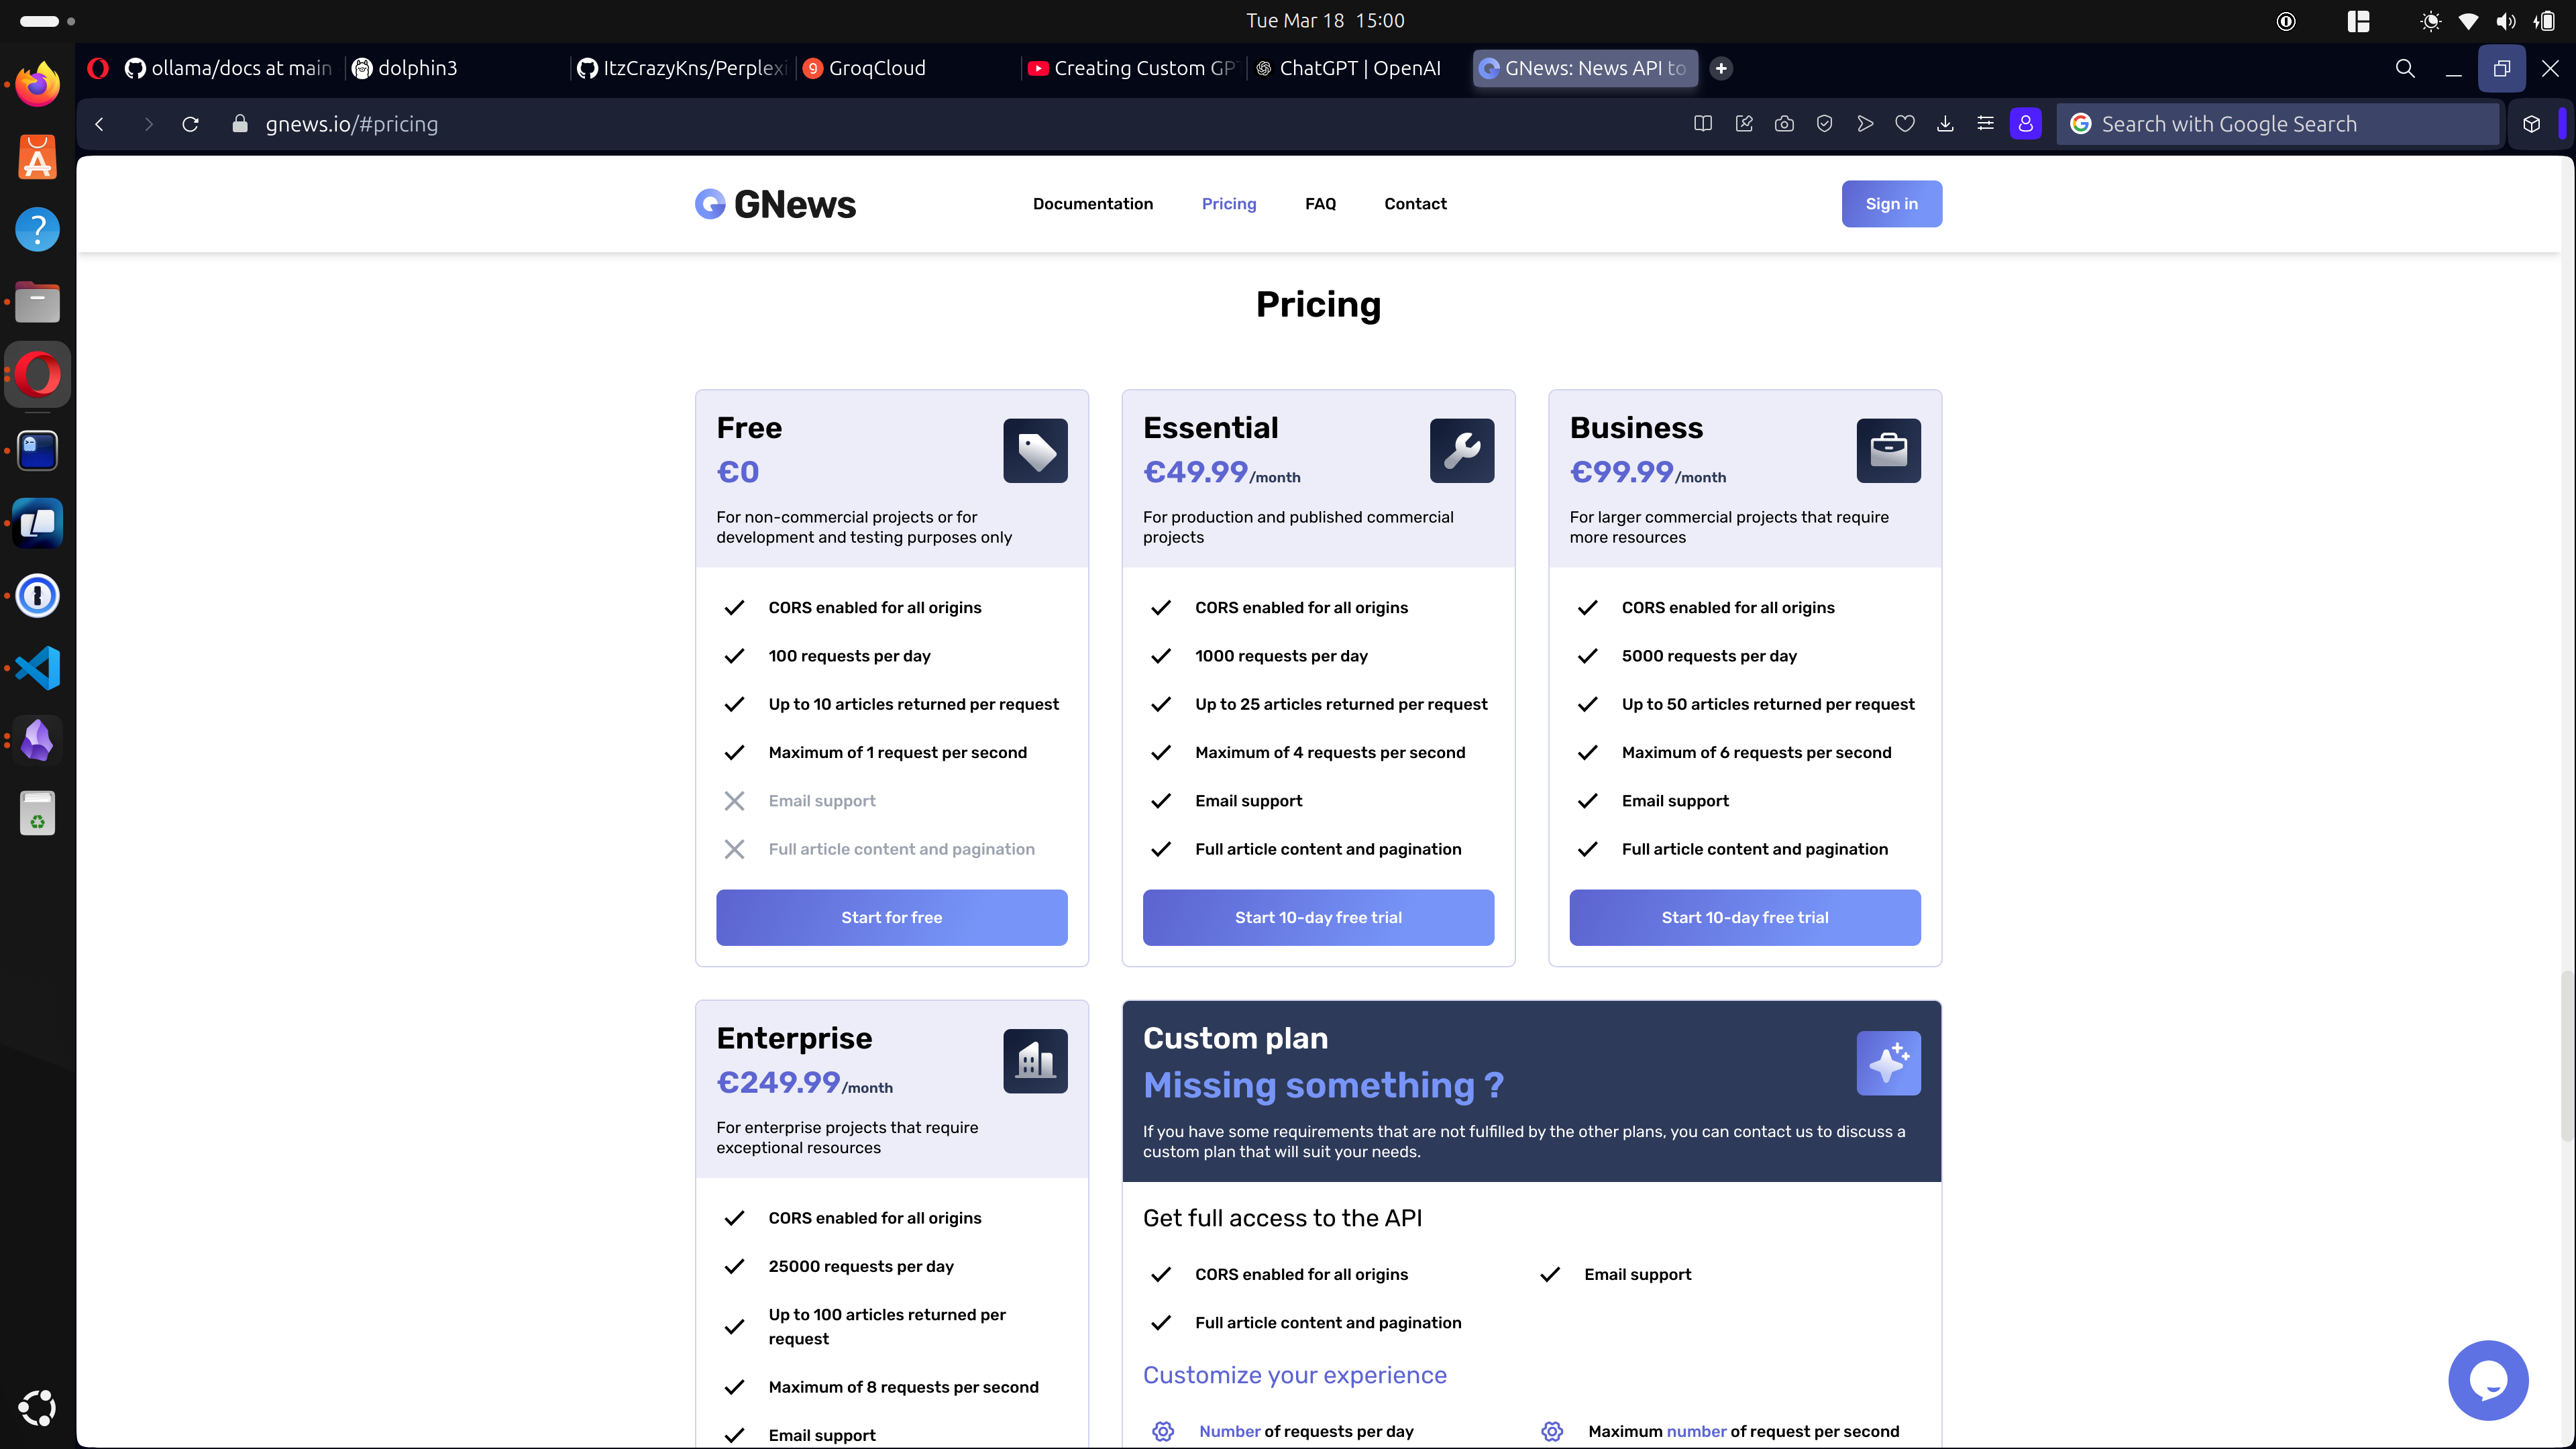 Tue Mar 18 15:00
ollama/docs at main
dolphin3
ItzCrazyKns/Perplexi
GroqCloud
Creating Custom GP
ChatGPT | OpenAI
GNews: News API to
gnews.io/#pricing
Search with Google Search
GNews
Documentation
Pricing
FAQ
Contact
Sign in
Pricing
Free
€0
For non-commercial projects or for
development and testing purposes only
CORS enabled for all origins
100 requests per day
Up to 10 articles returned per request
Maximum of 1 request per second
Email support
Full article content and pagination
Start for free
Essential
€49.99/month
For production and published commercial
projects
CORS enabled for all origins
1000 requests per day
Up to 25 articles returned per request
Maximum of 4 requests per second
Email support
Full article content and pagination
Start 10-day free trial
Business
€99.99/month
For larger commercial projects that require
more resources
CORS enabled for all origins
5000 requests per day
Up to 50 articles returned per request
Maximum of 6 requests per second
Email support
Full article content and pagination
Start 10-day free trial
Enterprise
€249.99/month
For enterprise projects that require
exceptional resources
CORS enabled for all origins
25000 requests per day
Up to 100 articles returned per
request
Maximum of 8 requests per second
Email support
Custom plan
Missing something ?
If you have some requirements that are not fulfilled by the other plans, you can contact us to discuss a
custom plan that will suit your needs.
Get full access to the API
CORS enabled for all origins
Email support
Full article content and pagination
Customize your experience
Number of requests per day
Maximum number of request per second